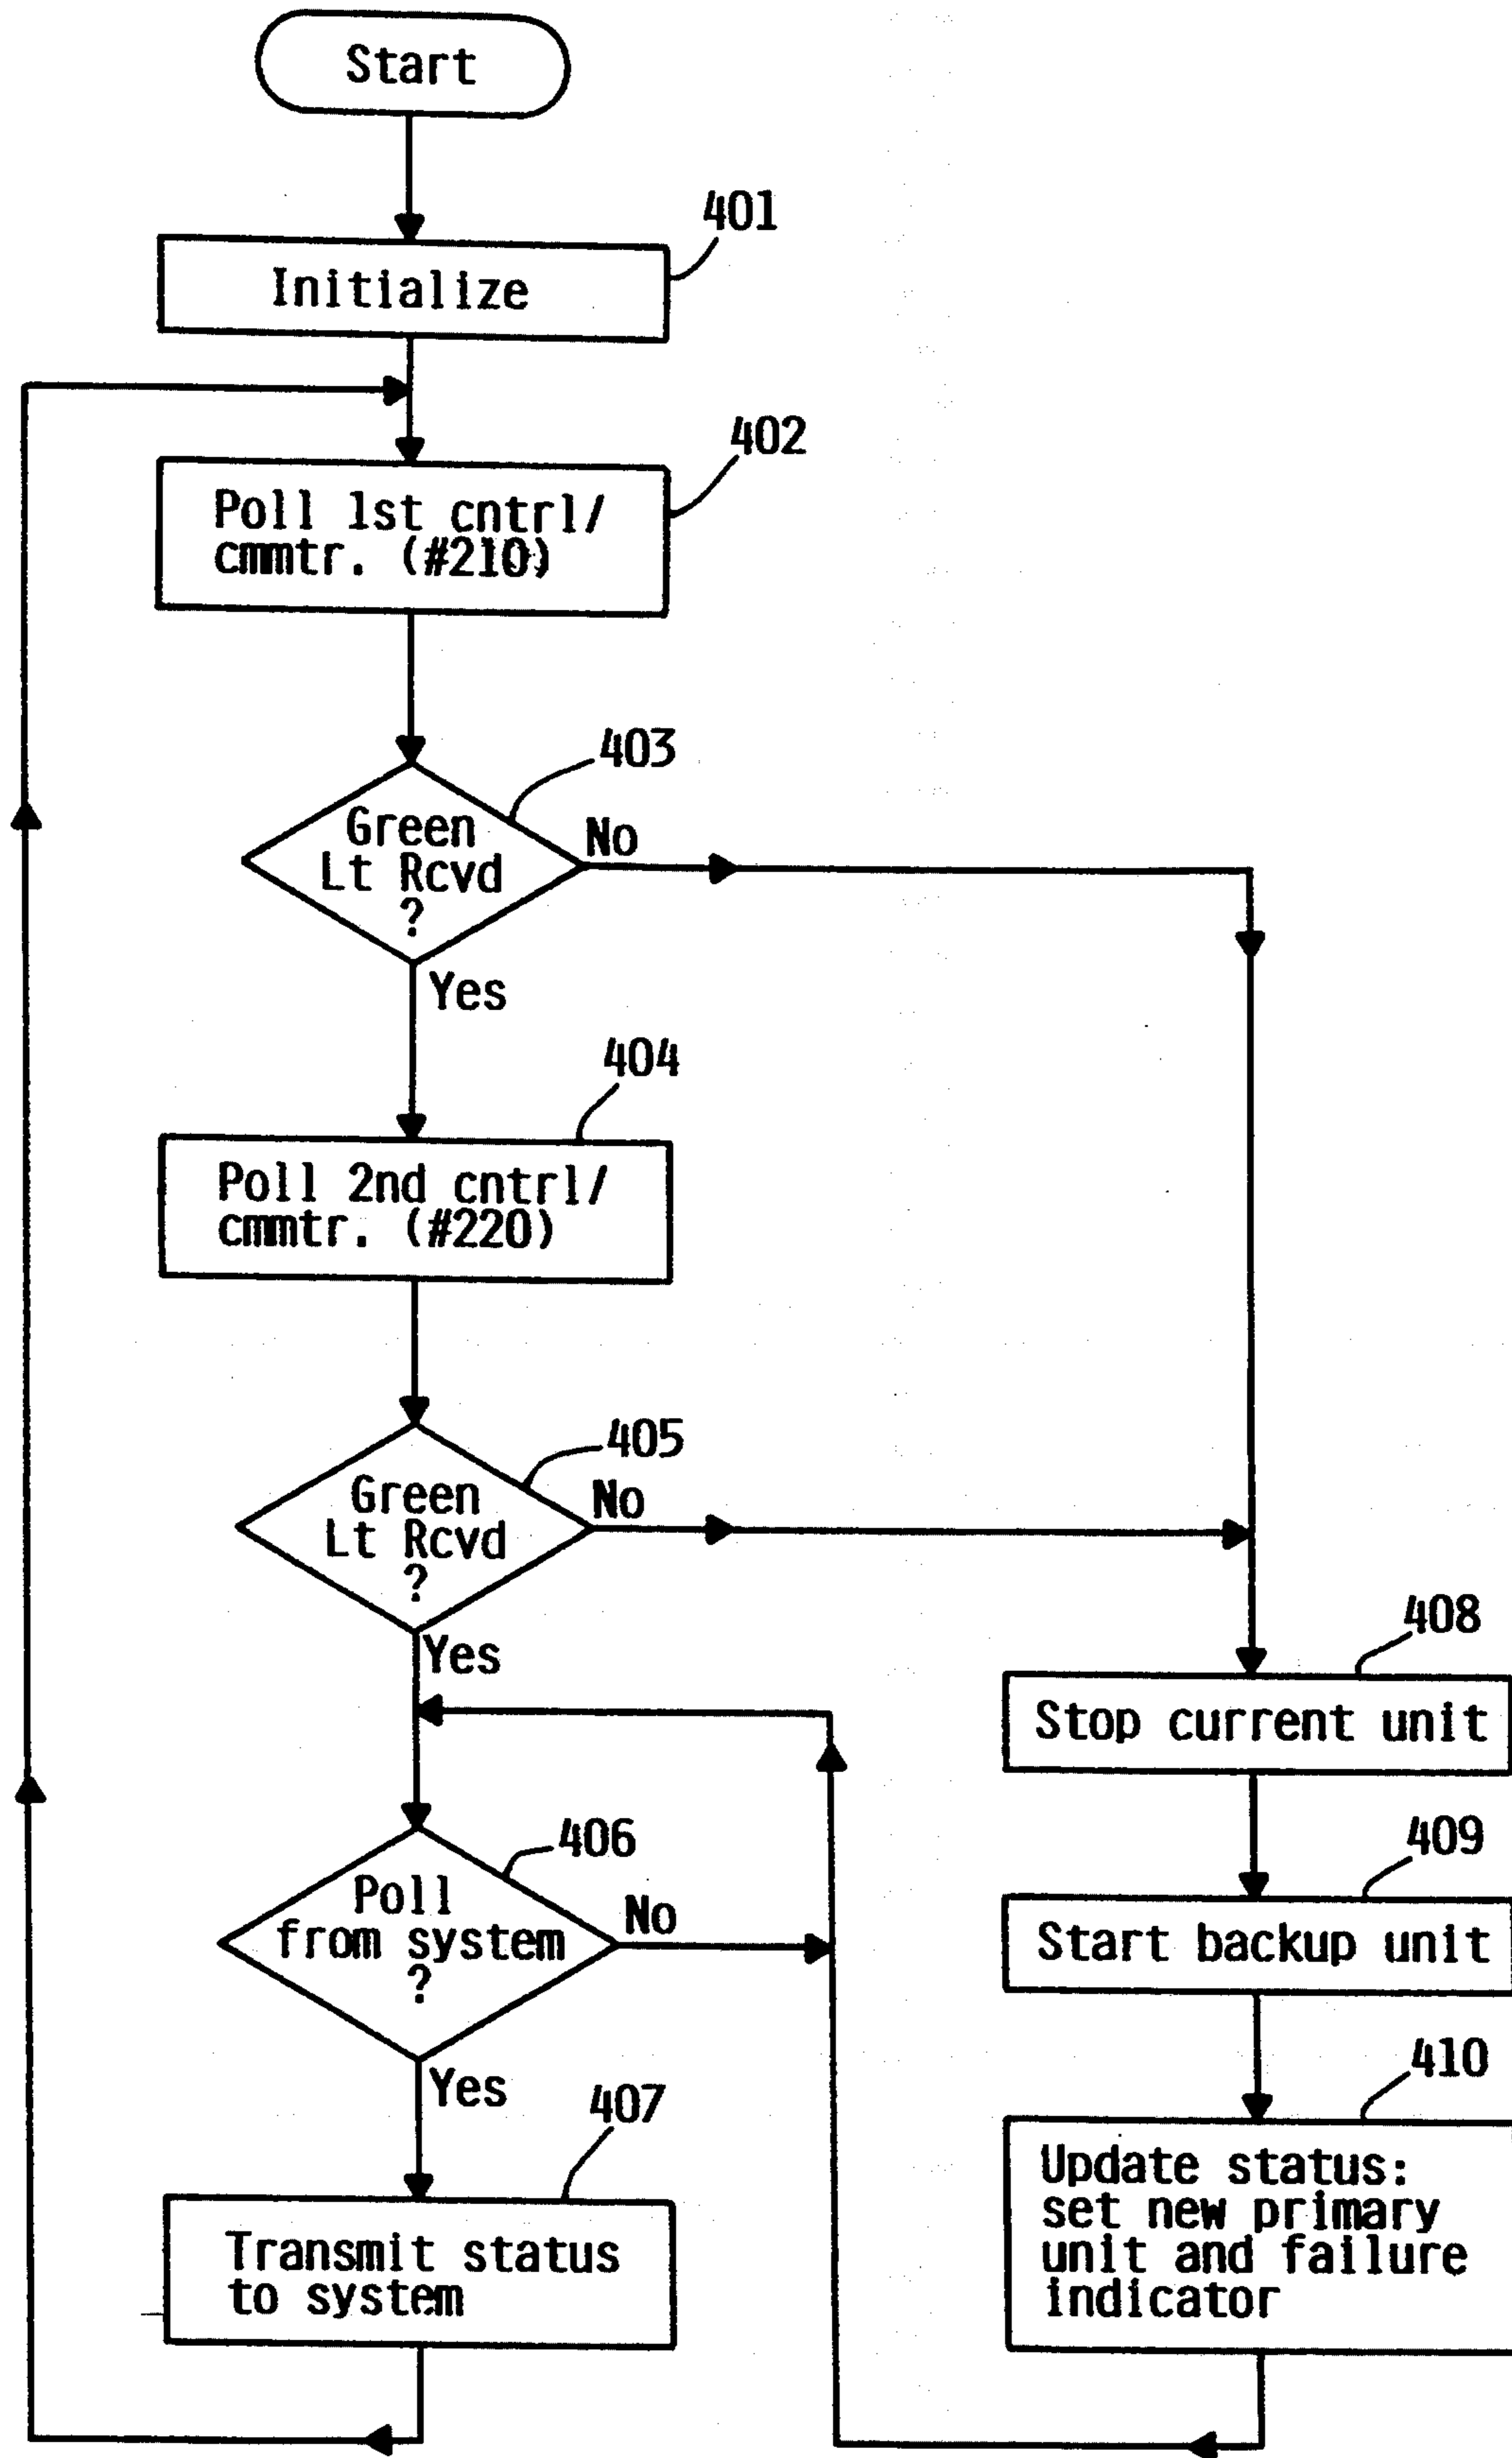 Start
401
Initialize
402
Poll 1st cntrl/
cmmtr. (#210)
403
Green
Lt Rcvd
?
No
Yes
404
Poll 2nd cntrl/
cmmtr. (#220)
405
Green
Lt Rcvd
?
No
Yes
406
Poll
from system
?
No
Yes
407
Transmit status
to system
408
Stop current unit
409
Start backup unit
410
Update status:
set new primary
unit and failure
indicator